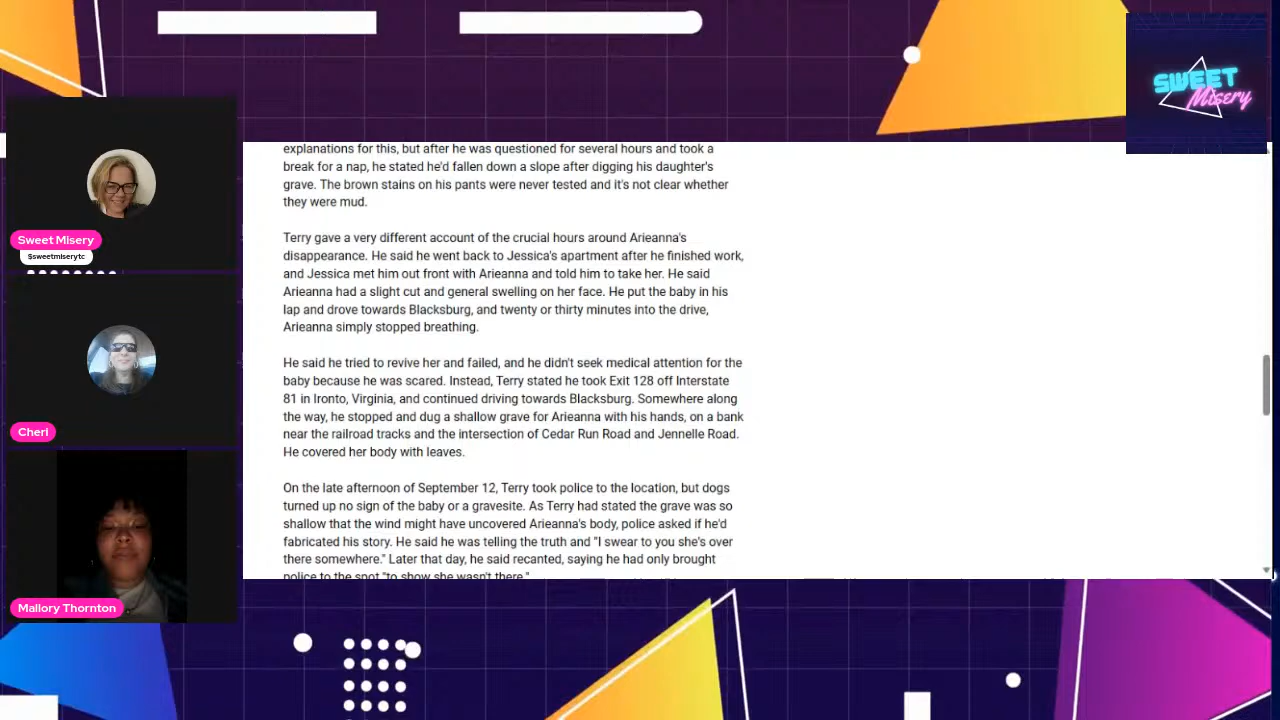 SWEET
Misery
Sweet Misery
$sweetmiserytc
Cheri
Mallory Thornton
explanations for this, but after he was questioned for several hours and took a
break for a nap, he stated he'd fallen down a slope after digging his daughter's
grave. The brown stains on his pants were never tested and it's not clear whether
they were mud.
Terry gave a very different account of the crucial hours around Arieanna's
disappearance. He said he went back to Jessica's apartment after he finished work,
and Jessica met him out front with Arieanna and told him to take her. He said
Arieanna had a slight cut and general swelling on her face. He put the baby in his
lap and drove towards Blacksburg, and twenty or thirty minutes into the drive,
Arieanna simply stopped breathing.
He said he tried to revive her and failed, and he didn't seek medical attention for the
baby because he was scared. Instead, Terry stated he took Exit 128 off Interstate
81 in Ironto, Virginia, and continued driving towards Blacksburg. Somewhere along
the way, he stopped and dug a shallow grave for Arieanna with his hands, on a bank
near the railroad tracks and the intersection of Cedar Run Road and Jennelle Road.
He covered her body with leaves.
On the late afternoon of September 12, Terry took police to the location, but dogs
turned up no sign of the baby or a gravesite. As Terry had stated the grave was so
shallow that the wind might have uncovered Arieanna's body, police asked if he'd
fabricated his story. He said he was telling the truth and "I swear to you she's over
there somewhere." Later that day, he said recanted, saying he had only brought
police to the spot "to show she wasn't there."